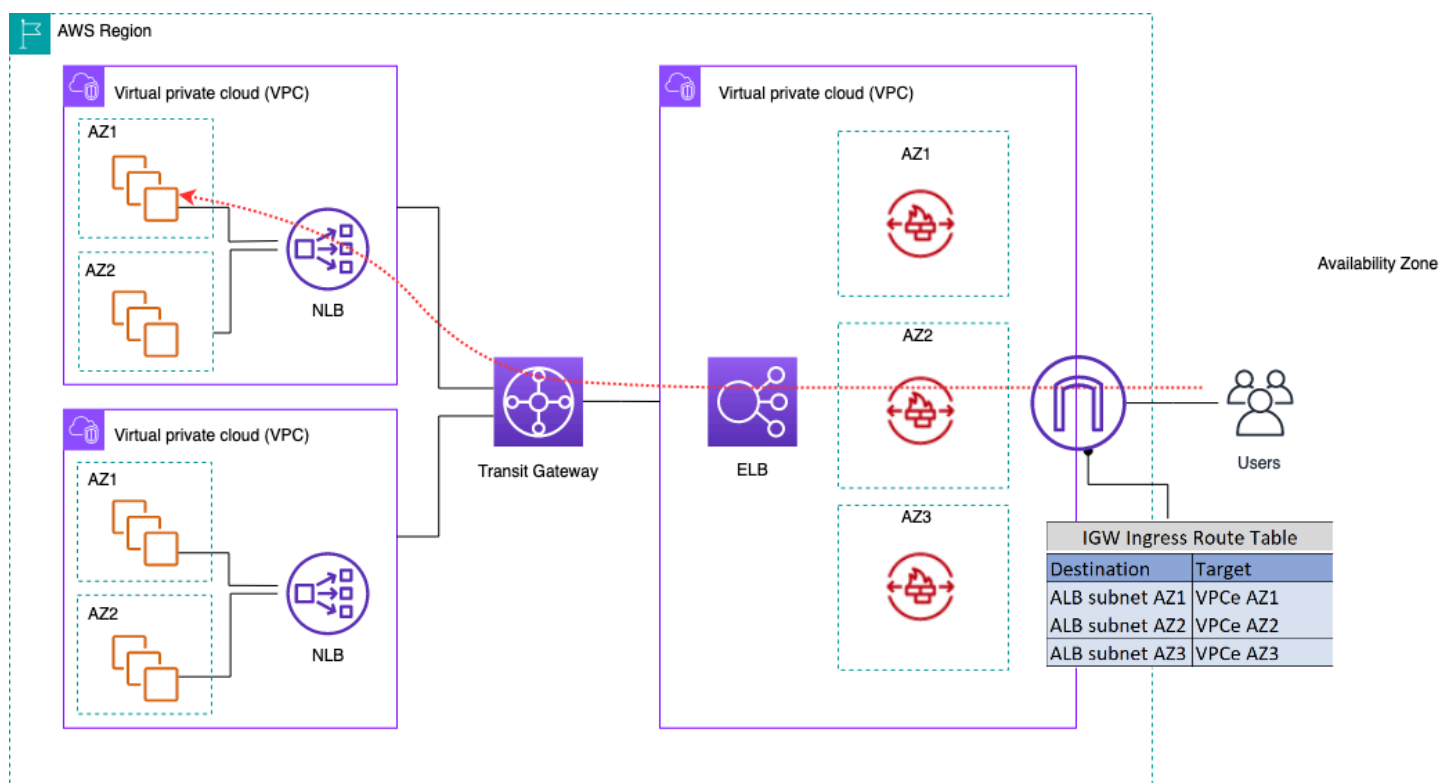 AWS Region
Virtual private cloud (VPC)
AZ1
AZ2
NLB
Virtual private cloud (VPC)
AZ1
AZ2
NLB
Transit Gateway
Virtual private cloud (VPC)
AZ1
AZ2
ELB
AZ3
Availability Zone
Users
IGW Ingress Route Table
Destination Target
ALB subnet AZ1 VPCe AZ1
ALB subnet AZ2 VPCe AZ2
ALB subnet AZ3 VPCe AZ3